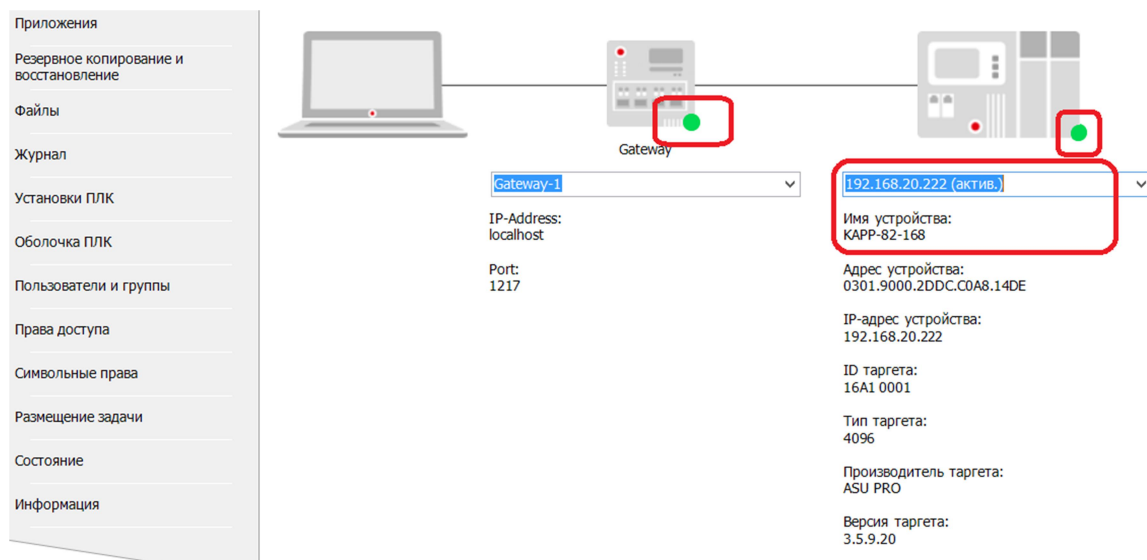 Приложения
Резервное копирование и
восстановление
Файлы
Журнал
Установки ПЛК
Оболочка ПЛК
Пользователи и группы
Права доступа
Символьные права
Размещение задачи
Состояние
Информация
Gateway
Gateway-1
IP-Address:
localhost
Port:
1217
192.168.20.222 (актив.)
Имя устройства:
KAPP-82-168
Адрес устройства:
0301.9000.2DDC.C0A8.14DE
IP-адрес устройства:
192.168.20.222
ID таргета:
16A1 0001
Тип таргета:
4096
Производитель таргета:
ASU PRO
Версия таргета:
3.5.9.20